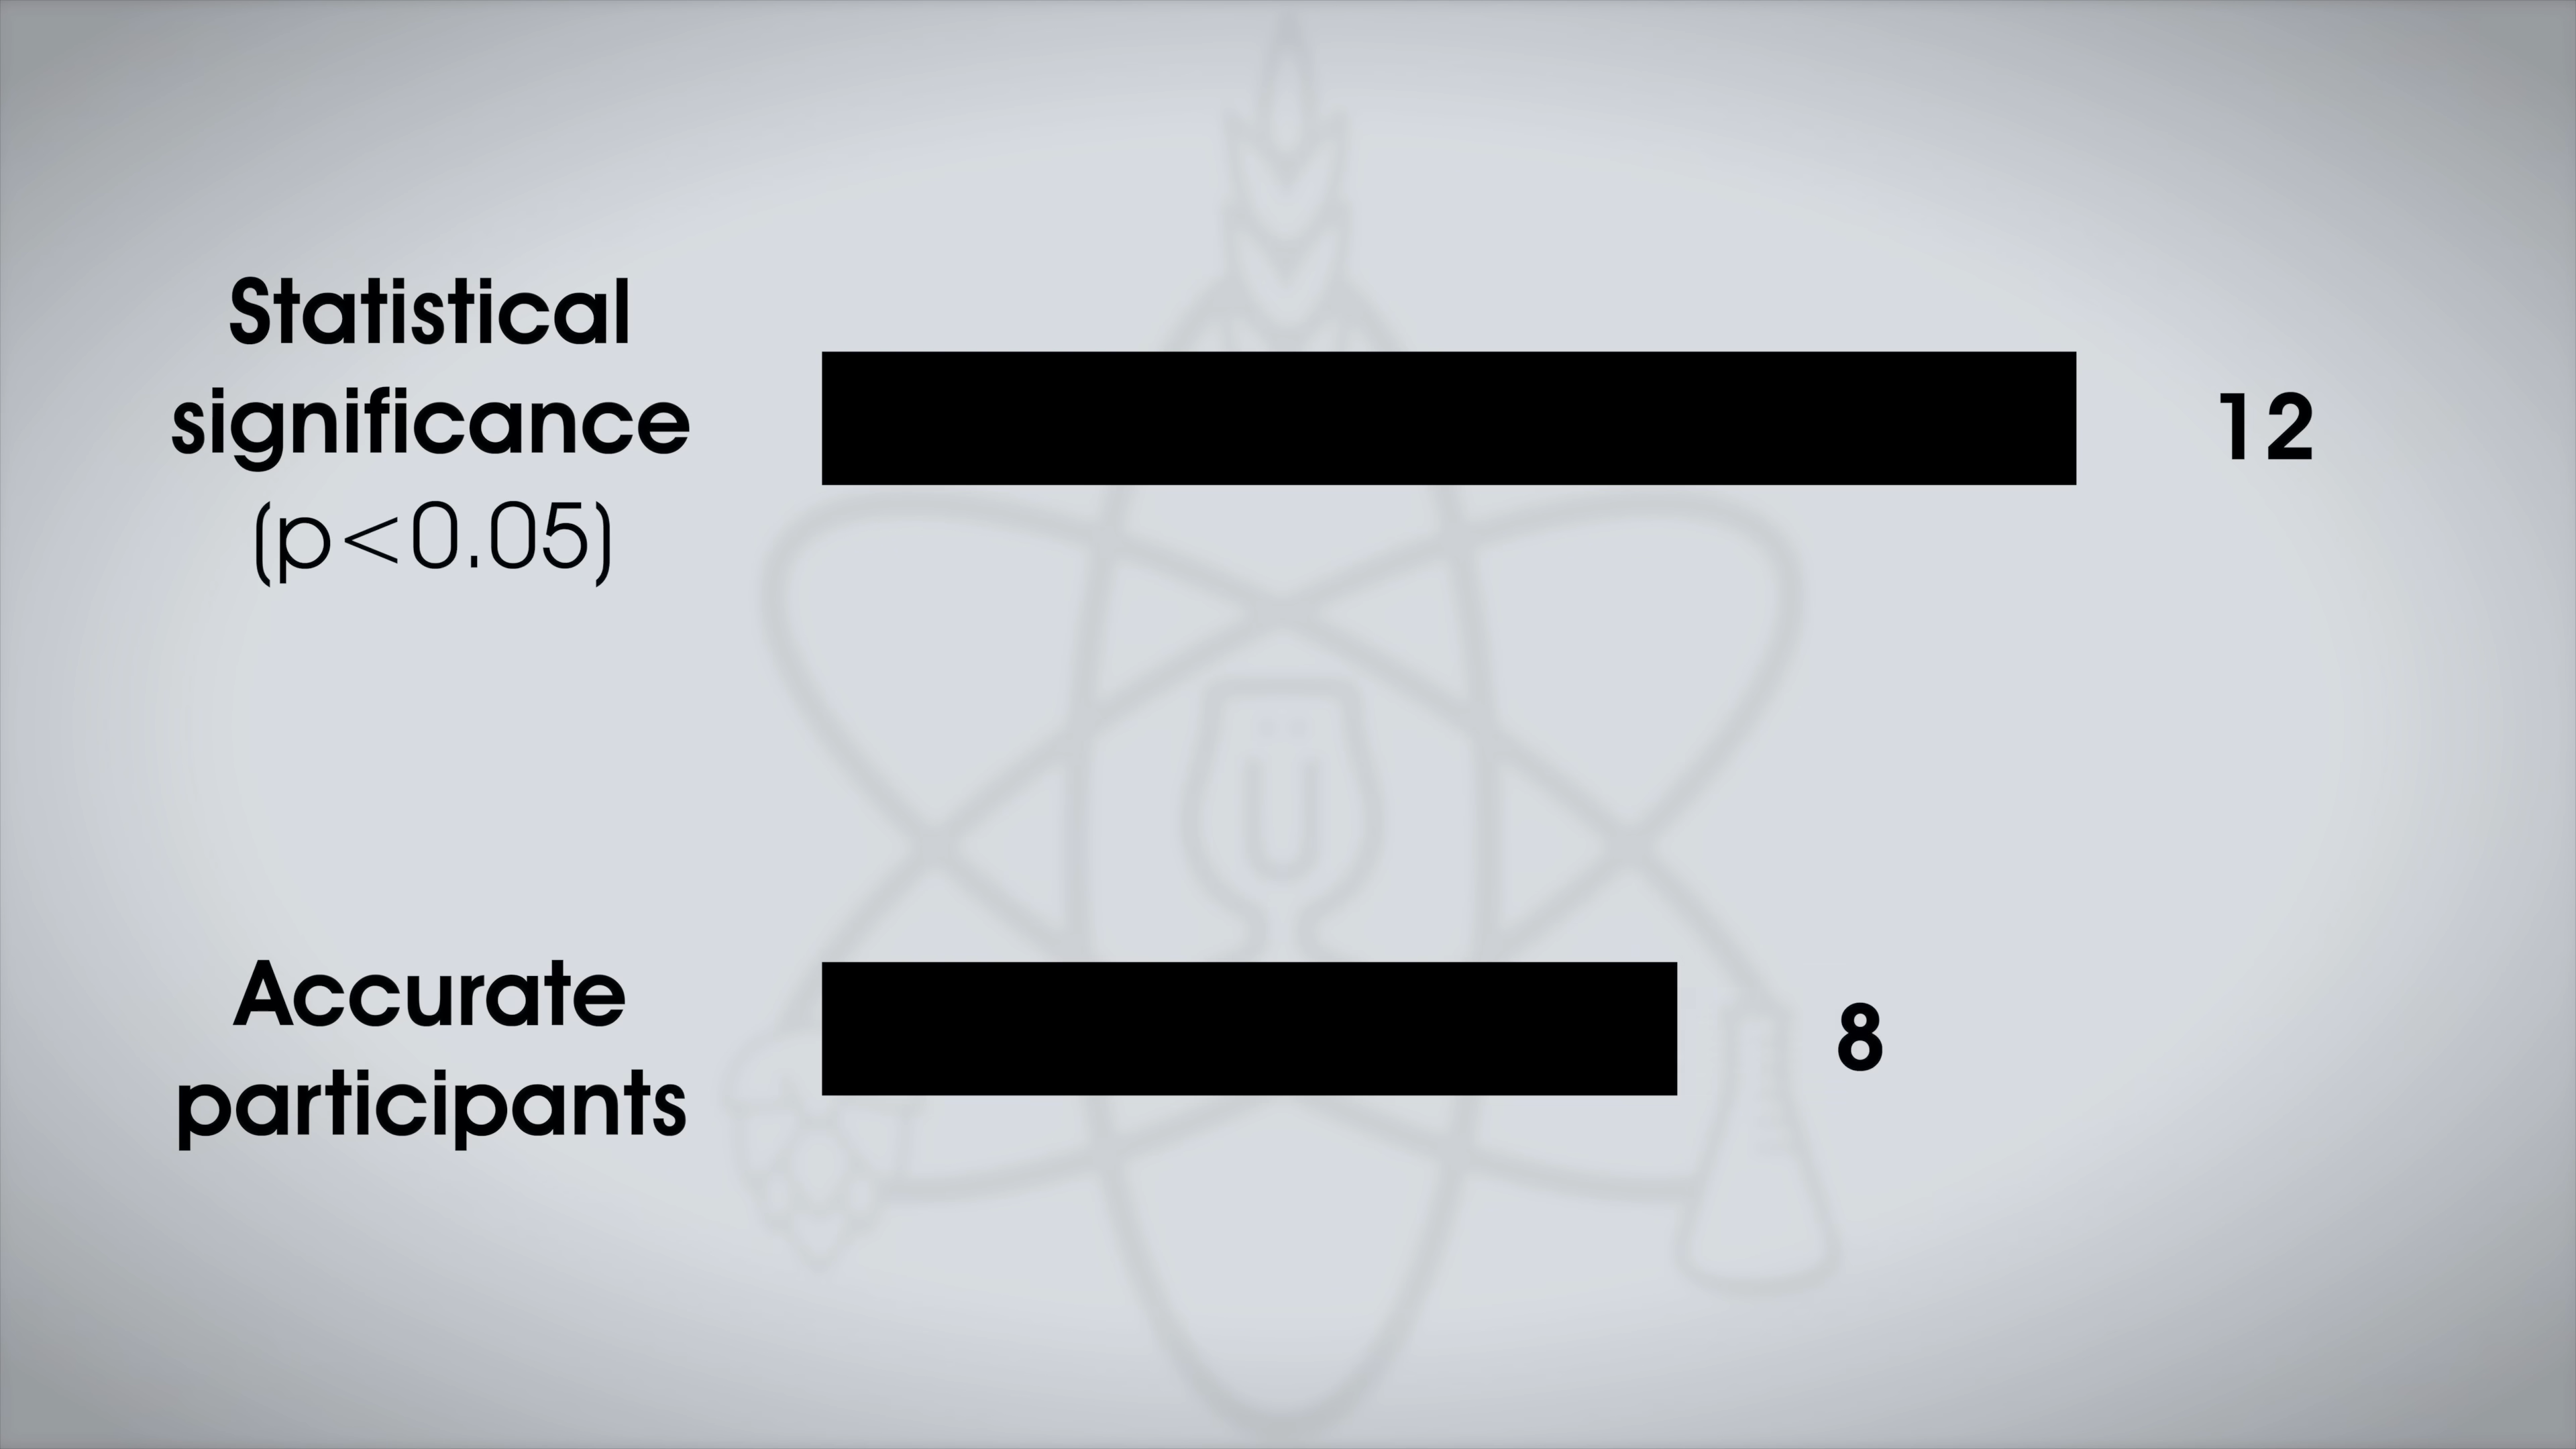 Statistical
significance
(p<0.05)
12
Accurate
participants
8